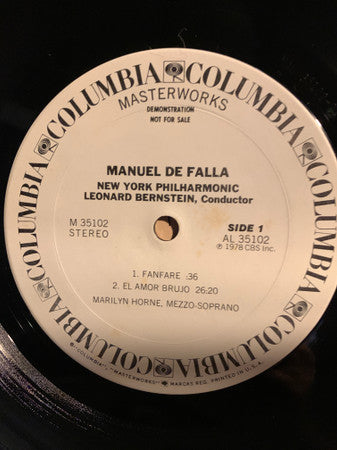 COLUMBIA COLUMBIA COLUMBIA COLUMBIA COLUMBIA COLUMBIA
MASTERWORKS
DEMONSTRATION
NOT FOR SALE
MANUEL DE FALLA
NEW YORK PHILHARMONIC
LEONARD BERNSTEIN, Conductor
M 35102
STEREO
SIDE 1
AL 35102
℗ 1978 CBS Inc.
1. FANFARE :36
2. EL AMOR BRUJO 26:20
MARILYN HORNE, MEZZO-SOPRANO
"MASTERWORKS", MARCAS REG. PRINTED IN U.S.A.